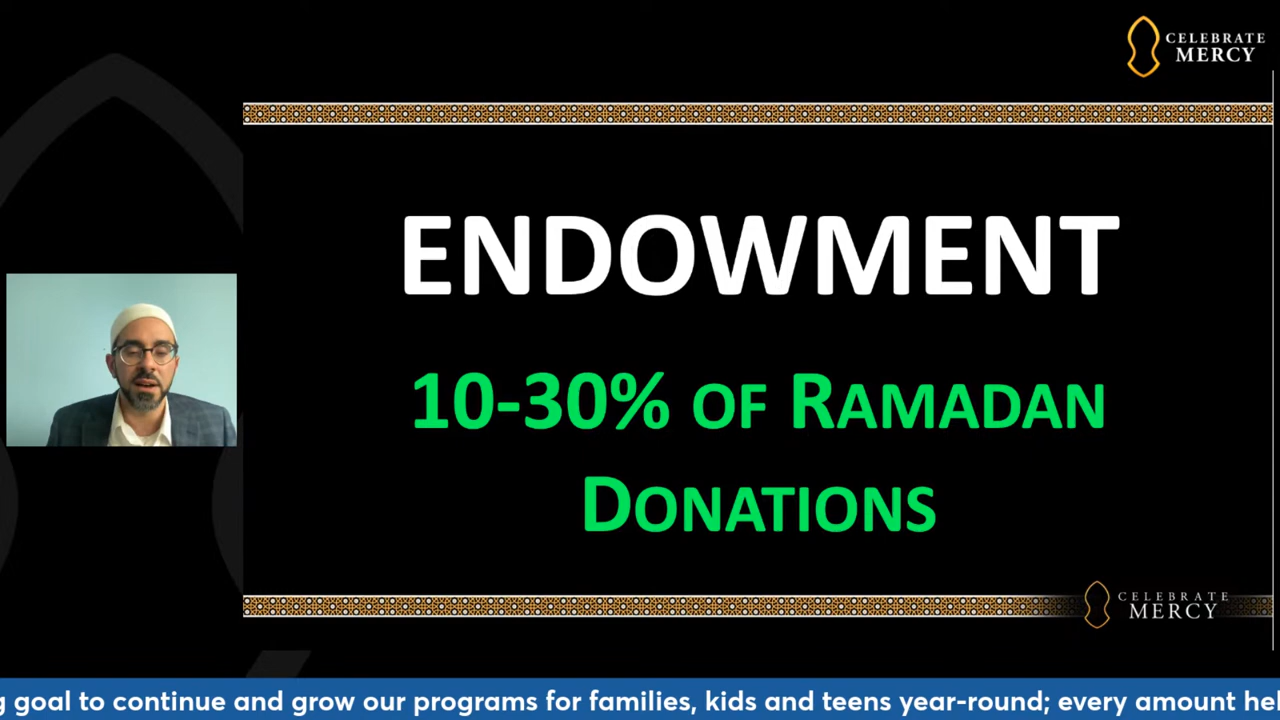 CELEBRATE
MERCY
ENDOWMENT
10-30% OF RAMADAN
DONATIONS
CELEBRATE
MERCY
goal to continue and grow our programs for families, kids and teens year-round; every amount